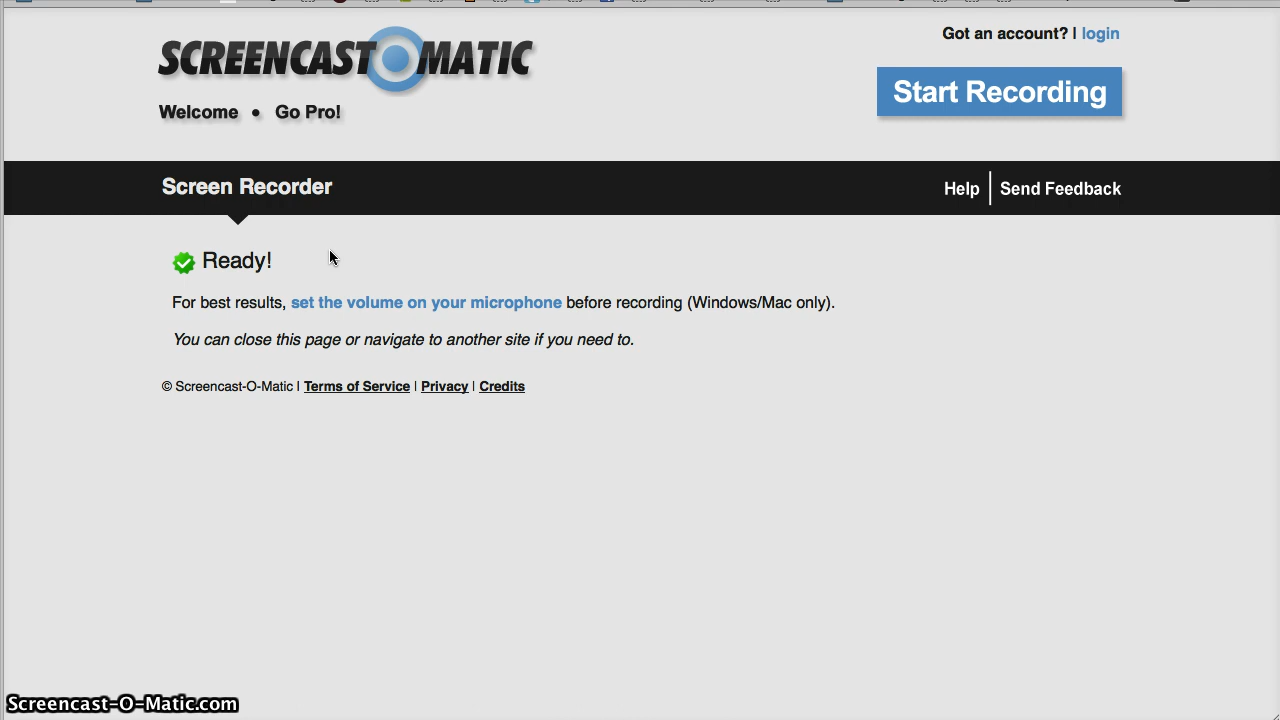 SCREENCAST O MATIC
Got an account? | login
Start Recording
Welcome • Go Pro!
Screen Recorder
Help | Send Feedback
Ready!
For best results, set the volume on your microphone before recording (Windows/Mac only).
You can close this page or navigate to another site if you need to.
© Screencast-O-Matic | Terms of Service | Privacy | Credits
Screencast-O-Matic.com